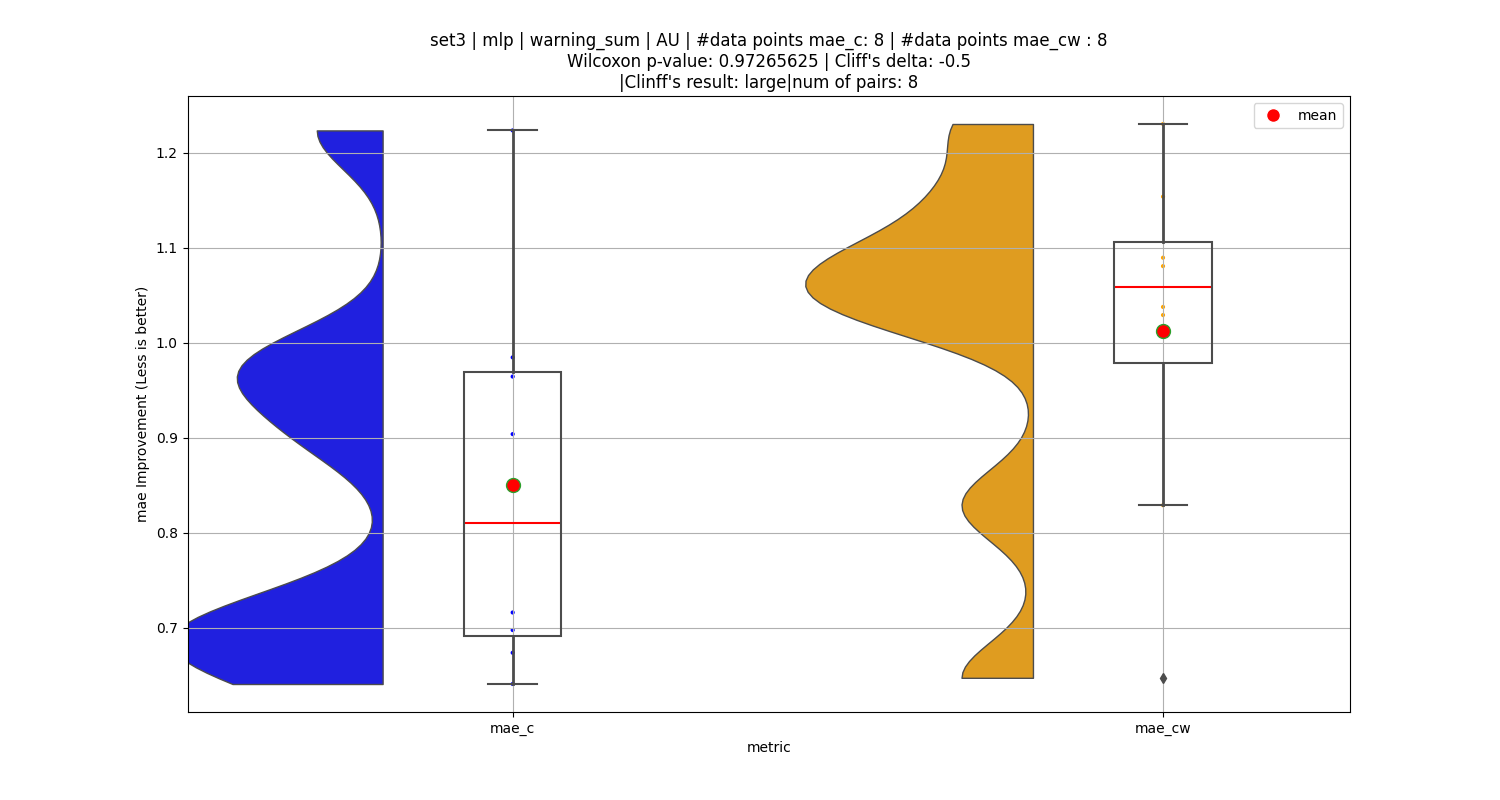 set3 | mlp | warning_sum | AU | #data points mae_c: 8 | #data points mae_cw : 8
Wilcoxon p-value: 0.97265625 | Cliff's delta: -0.5
|Clinff's result: large|num of pairs: 8
mean
1.2
1.1
1.0
0.9
0.8
0.7
mae Improvement (Less is better)
mae_c
mae_cw
metric